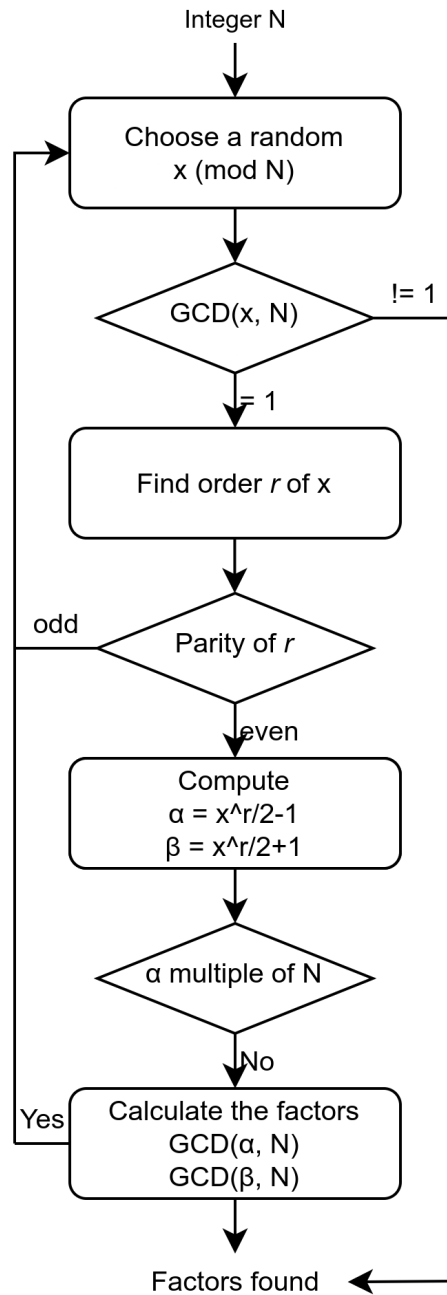 Integer N
Choose a random
x (mod N)
GCD(x, N)
!= 1
= 1
Find order r of x
odd
Parity of r
even
Compute
α = x^r/2-1
β = x^r/2+1
α multiple of N
No
Yes
Calculate the factors
GCD(α, N)
GCD(β, N)
Factors found